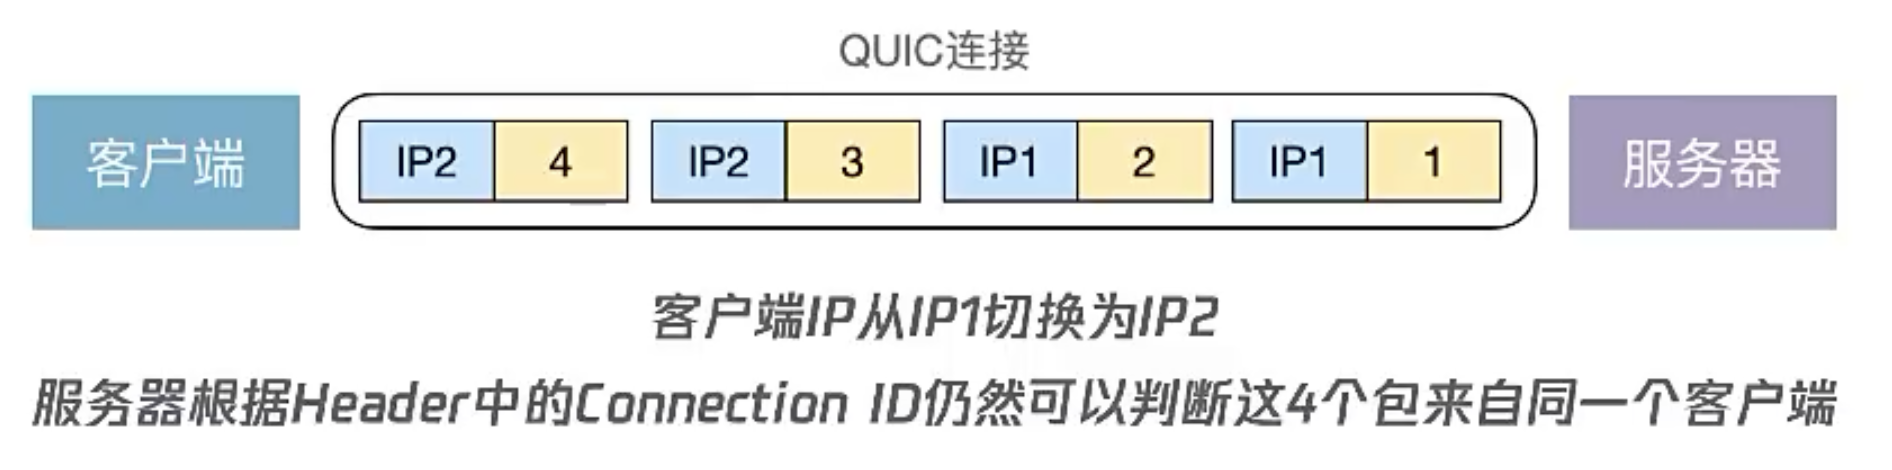 QUIC连接
客户端 IP2 4 IP2 3 IP1 2 IP1 1 服务器
客户端IP从IP1切换为IP2
服务器根据Header中的Connection ID仍然可以判断这4个包来自同一个客户端